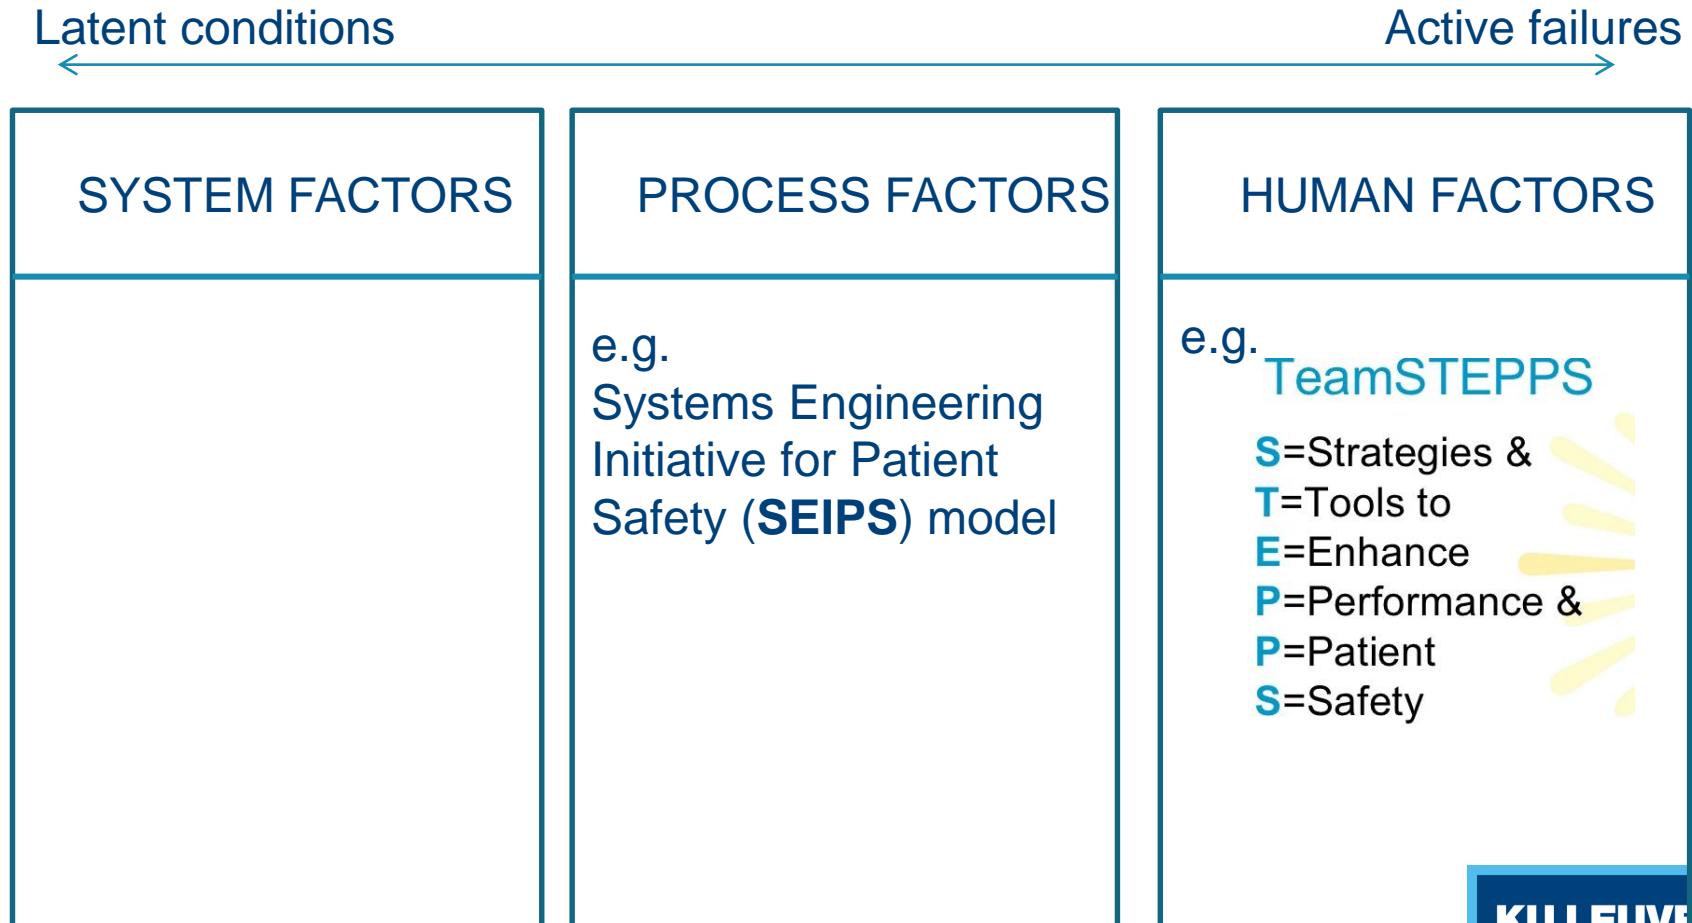 Latent conditions
Active failures
SYSTEM FACTORS
PROCESS FACTORS
HUMAN FACTORS
e.g.
Systems Engineering
Initiative for Patient
Safety (SEIPS) model
e.g.
TeamSTEPPS
S=Strategies &
T=Tools to
E=Enhance
P=Performance &
P=Patient
S=Safety